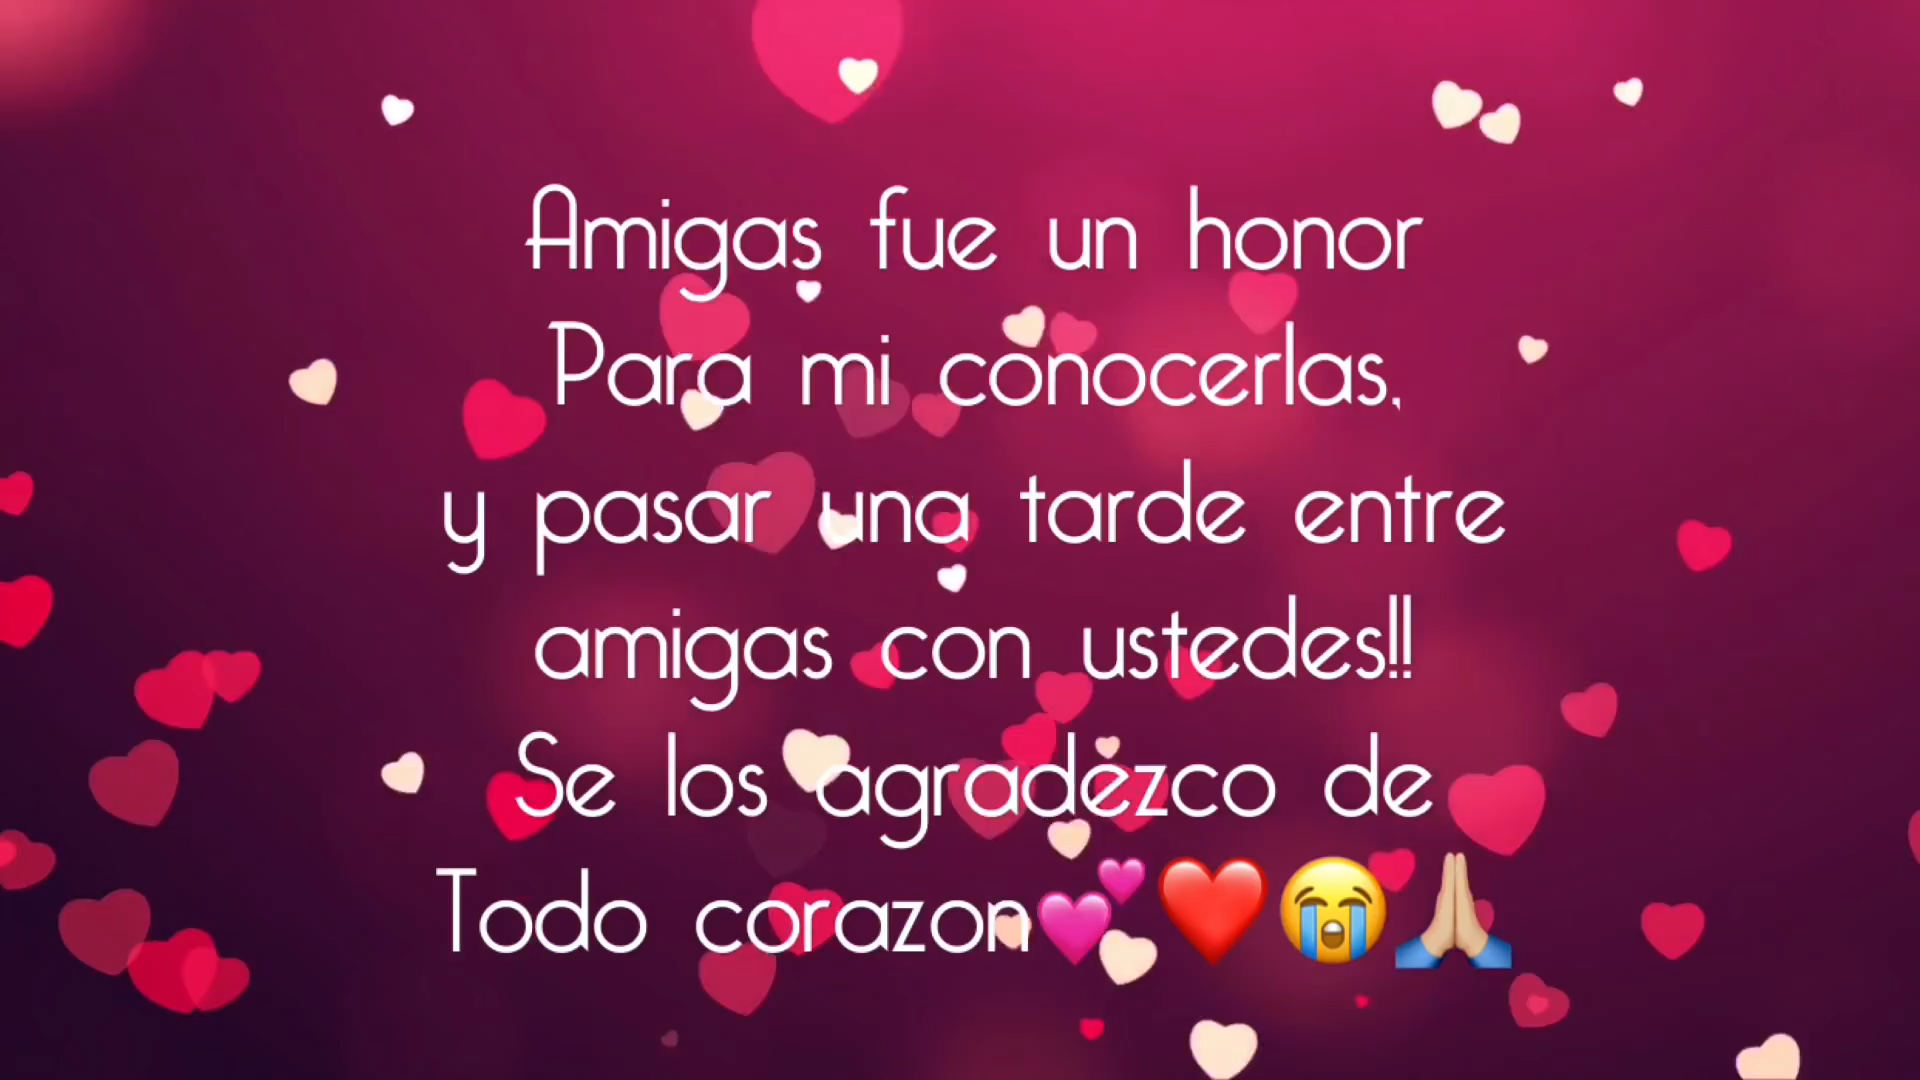 Amigas fue un honor
Para mi conocerlas,
y pasar una tarde entre
amigas con ustedes!!
Se los agradezco de
Todo corazon💕❤️😭🙏🏼